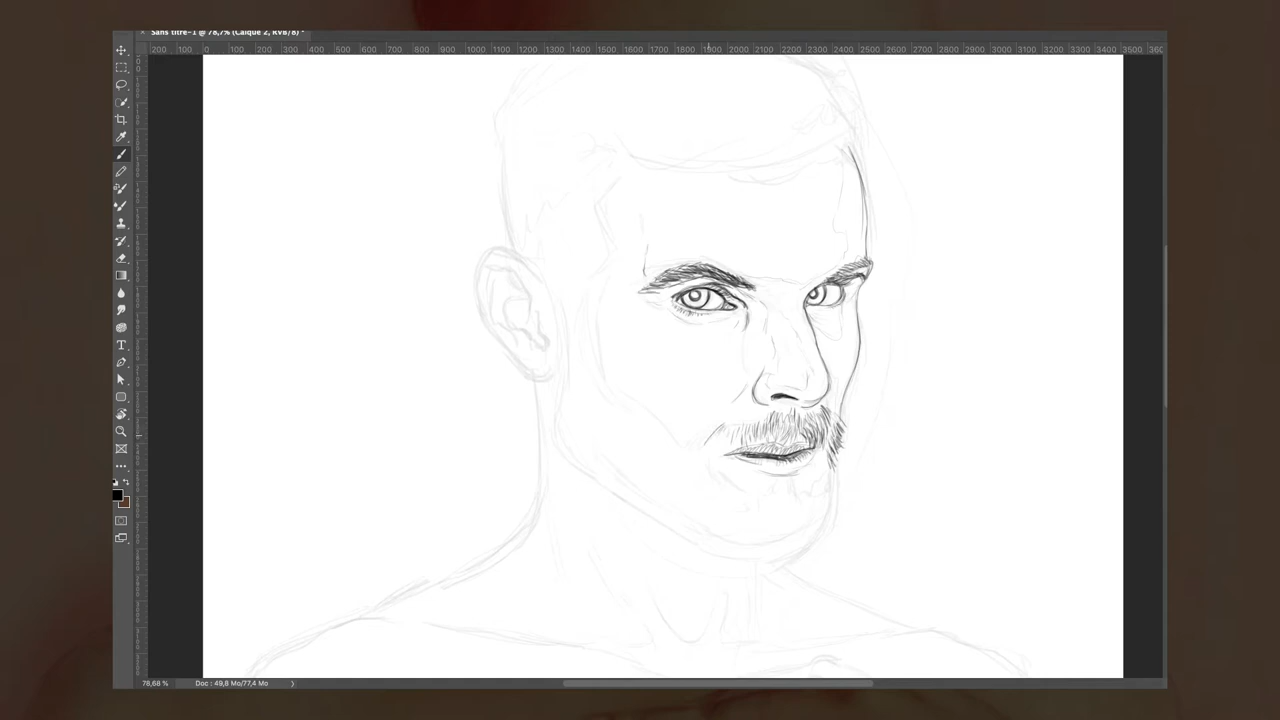 × Sans titre-1 @ 78,7% (Calque 2, RVB/8) *
200 100 0 100 200 300 400 500 600 700 800 900 1000 1100 1200 1300 1400 1500 1600 1700 1800 1900 2000 2100 2200 2300 2400 2500 2600 2700 2800 2900 3000 3100 3200 3300 3400 3500 360
78,68 % Doc : 49,8 Mo/77,4 Mo